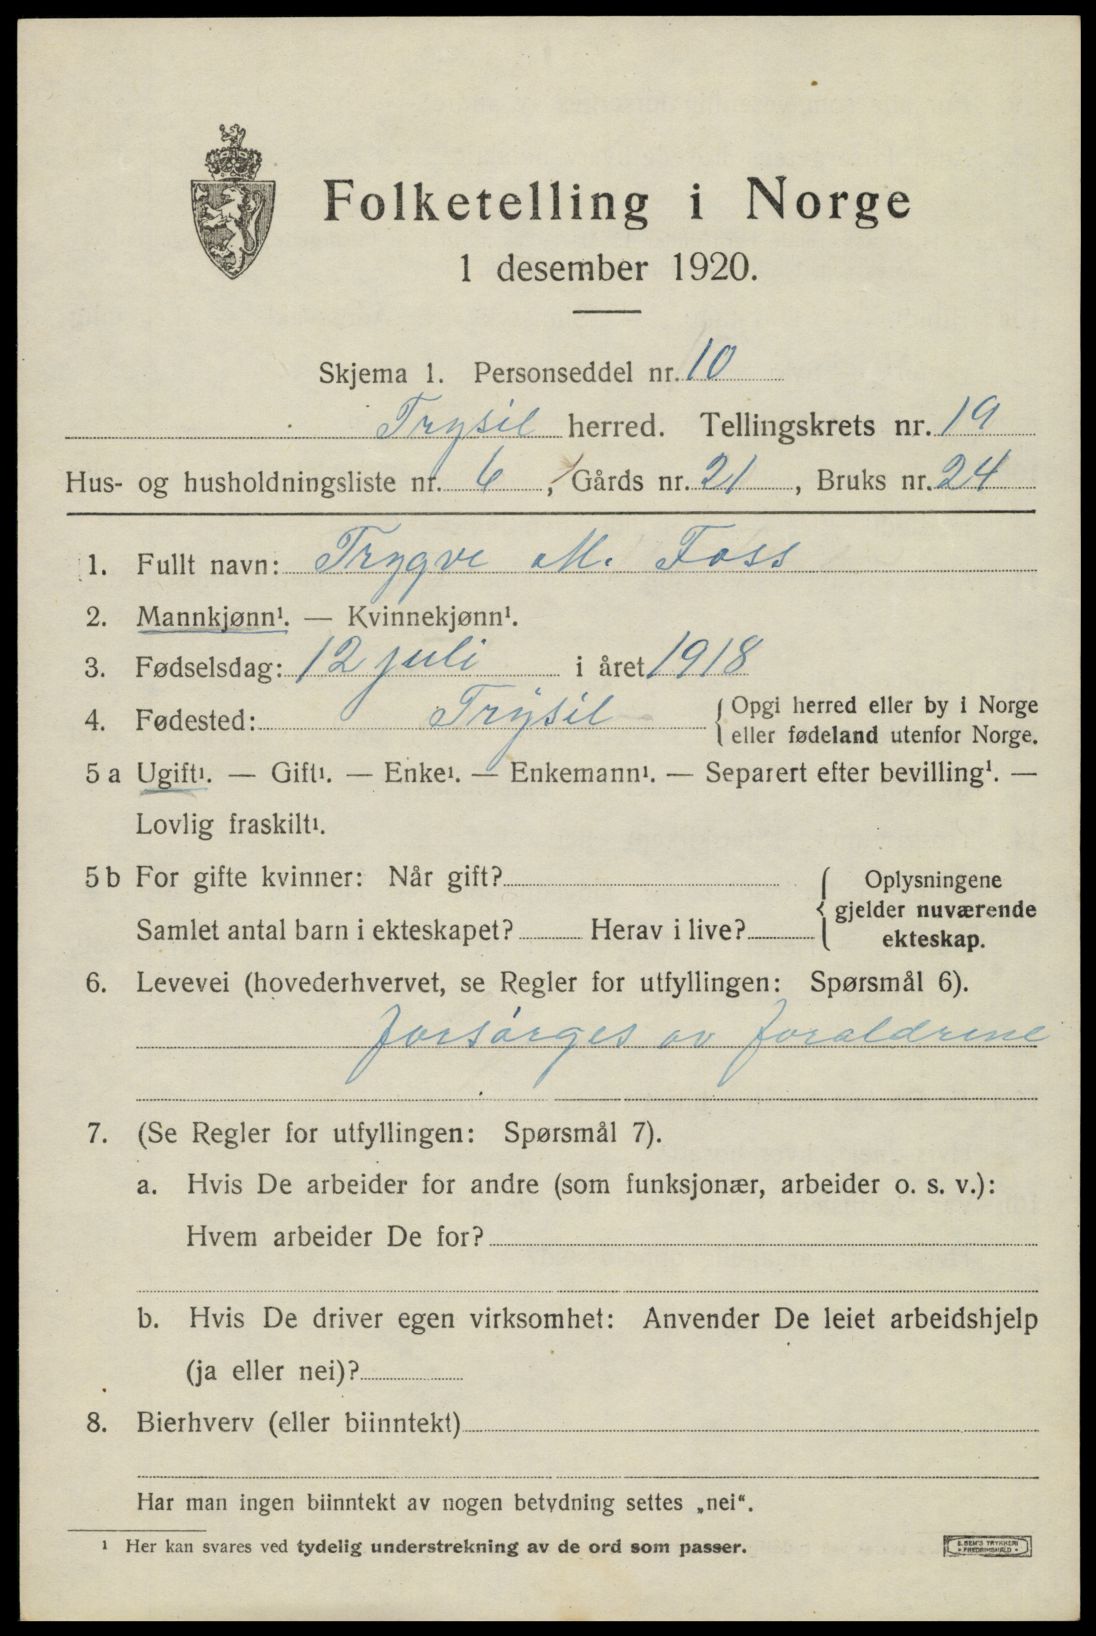 Folketelling i Norge
1 desember 1920.
Skjema 1. Personseddel nr. 10
Trysil herred. Tellingskrets nr. 19
Hus- og husholdningsliste nr. 6, Gårds nr. 21, Bruks nr. 24
1. Fullt navn: Trygve M. Foss
2. Mannkjønn¹. — Kvinnekjønn¹.
3. Fødselsdag: 12 juli i året 1918
4. Fødested: Trysil { Opgi herred eller by i Norge
eller fødeland utenfor Norge.
5 a Ugift¹. — Gift¹. — Enke¹. — Enkemann¹. — Separert efter bevilling¹. —
Lovlig fraskilt¹.
5 b For gifte kvinner: Når gift? { Oplysningene
gjelder nuværende
Samlet antal barn i ekteskapet? Herav i live?
ekteskap.
6. Levevei (hovederhvervet, se Regler for utfyllingen: Spørsmål 6).
forsørges av foraldrene
7. (Se Regler for utfyllingen: Spørsmål 7).
a. Hvis De arbeider for andre (som funksjonær, arbeider o. s. v.):
Hvem arbeider De for?
b. Hvis De driver egen virksomhet: Anvender De leiet arbeidshjelp
(ja eller nei)?
8. Bierhverv (eller biinntekt)
Har man ingen biinntekt av nogen betydning settes „nei“.
¹ Her kan svares ved tydelig understrekning av de ord som passer.
E. SEM'S TRYKKERI
• FREDRIKSHALD •